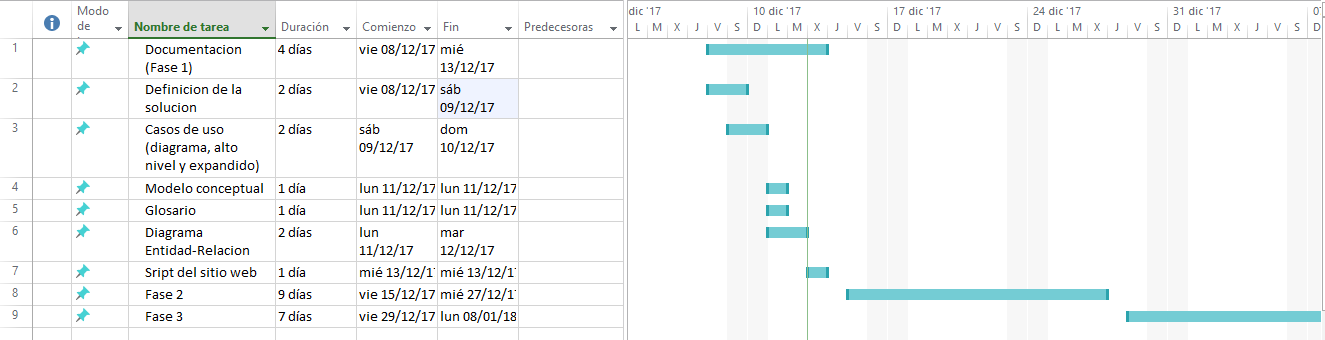 Modo de
Nombre de tarea
Duración
Comienzo
Fin
Predecesoras
dic '17
10 dic '17
17 dic '17
24 dic '17
31 dic '17
07
L M X J V S D L M X J V S D L M X J V S D L M X J V S D L M X J V S D
1 Documentacion (Fase 1) 4 días vie 08/12/17 mié 13/12/17
2 Definicion de la solucion 2 días vie 08/12/17 sáb 09/12/17
3 Casos de uso (diagrama, alto nivel y expandido) 2 días sáb 09/12/17 dom 10/12/17
4 Modelo conceptual 1 día lun 11/12/17 lun 11/12/17
5 Glosario 1 día lun 11/12/17 lun 11/12/17
6 Diagrama Entidad-Relacion 2 días lun 11/12/17 mar 12/12/17
7 Sript del sitio web 1 día mié 13/12/1 mié 13/12/1
8 Fase 2 9 días vie 15/12/17 mié 27/12/1
9 Fase 3 7 días vie 29/12/17 lun 08/01/18